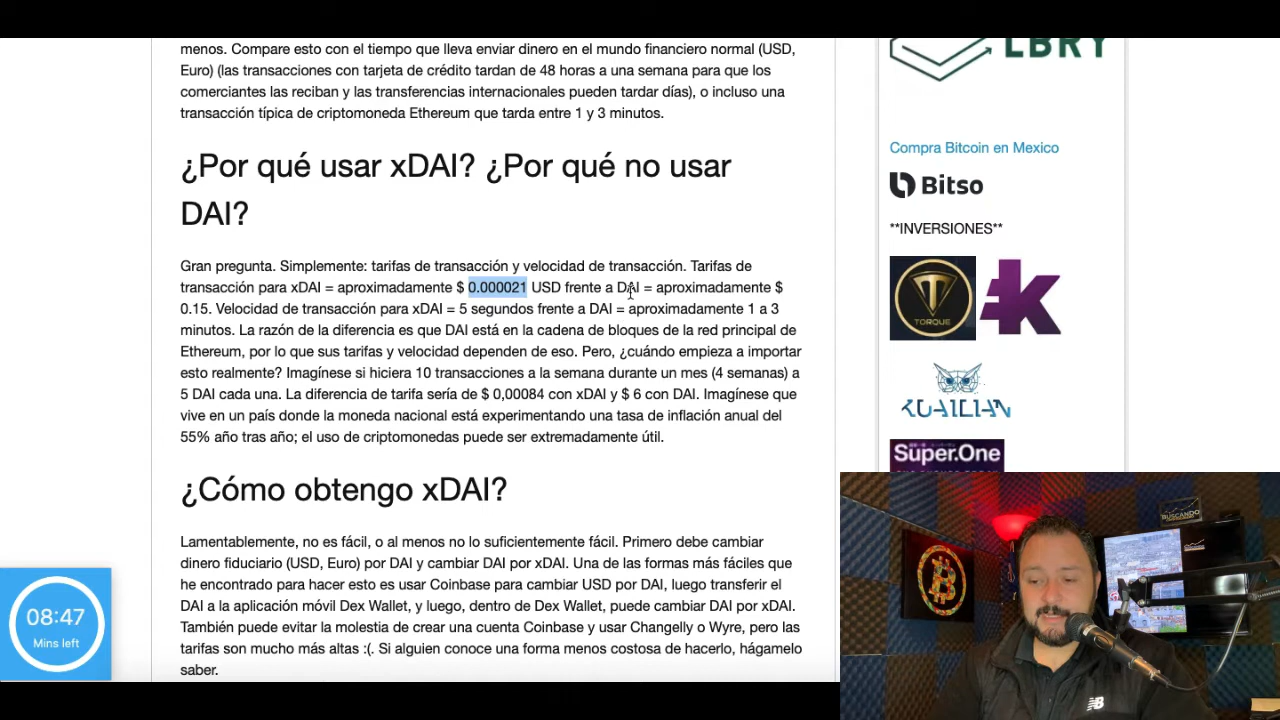 menos. Compare esto con el tiempo que lleva enviar dinero en el mundo financiero normal (USD,
Euro) (las transacciones con tarjeta de crédito tardan de 48 horas a una semana para que los
comerciantes las reciban y las transferencias internacionales pueden tardar días), o incluso una
transacción típica de criptomoneda Ethereum que tarda entre 1 y 3 minutos.
¿Por qué usar xDAI? ¿Por qué no usar
DAI?
Gran pregunta. Simplemente: tarifas de transacción y velocidad de transacción. Tarifas de
transacción para xDAI = aproximadamente $ 0.000021 USD frente a DAI = aproximadamente $
0.15. Velocidad de transacción para xDAI = 5 segundos frente a DAI = aproximadamente 1 a 3
minutos. La razón de la diferencia es que DAI está en la cadena de bloques de la red principal de
Ethereum, por lo que sus tarifas y velocidad dependen de eso. Pero, ¿cuándo empieza a importar
esto realmente? Imagínese si hiciera 10 transacciones a la semana durante un mes (4 semanas) a
5 DAI cada una. La diferencia de tarifa sería de $ 0,00084 con xDAI y $ 6 con DAI. Imagínese que
vive en un país donde la moneda nacional está experimentando una tasa de inflación anual del
55% año tras año; el uso de criptomonedas puede ser extremadamente útil.
¿Cómo obtengo xDAI?
Lamentablemente, no es fácil, o al menos no lo suficientemente fácil. Primero debe cambiar
dinero fiduciario (USD, Euro) por DAI y cambiar DAI por xDAI. Una de las formas más fáciles que
he encontrado para hacer esto es usar Coinbase para cambiar USD por DAI, luego transferir el
DAI a la aplicación móvil Dex Wallet, y luego, dentro de Dex Wallet, puede cambiar DAI por xDAI.
También puede evitar la molestia de crear una cuenta Coinbase y usar Changelly o Wyre, pero las
tarifas son mucho más altas :(. Si alguien conoce una forma menos costosa de hacerlo, hágamelo
saber.
LBRY
Compra Bitcoin en Mexico
Bitso
**INVERSIONES**
TORQUE
KUAILIAN
Super.One
08:47
Mins left
BUSCANDO
NB